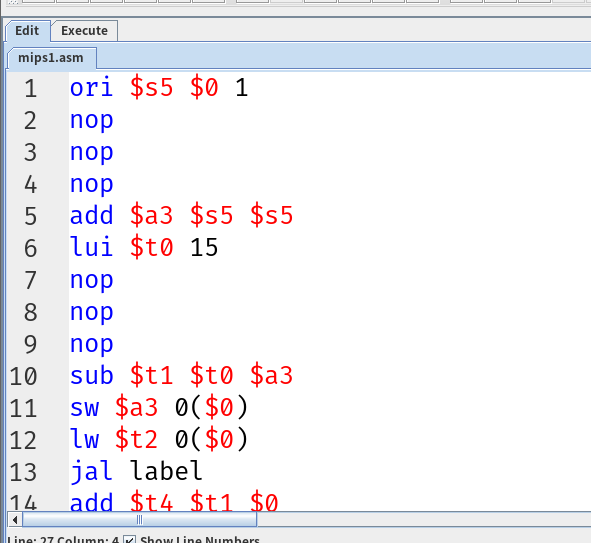 Edit Execute
mips1.asm
1 ori $s5 $0 1
2 nop
3 nop
4 nop
5 add $a3 $s5 $s5
6 lui $t0 15
7 nop
8 nop
9 nop
10 sub $t1 $t0 $a3
11 sw $a3 0($0)
12 lw $t2 0($0)
13 jal label
14 add $t4 $t1 $0
Line: 27 Column: 4 Show Line Numbers